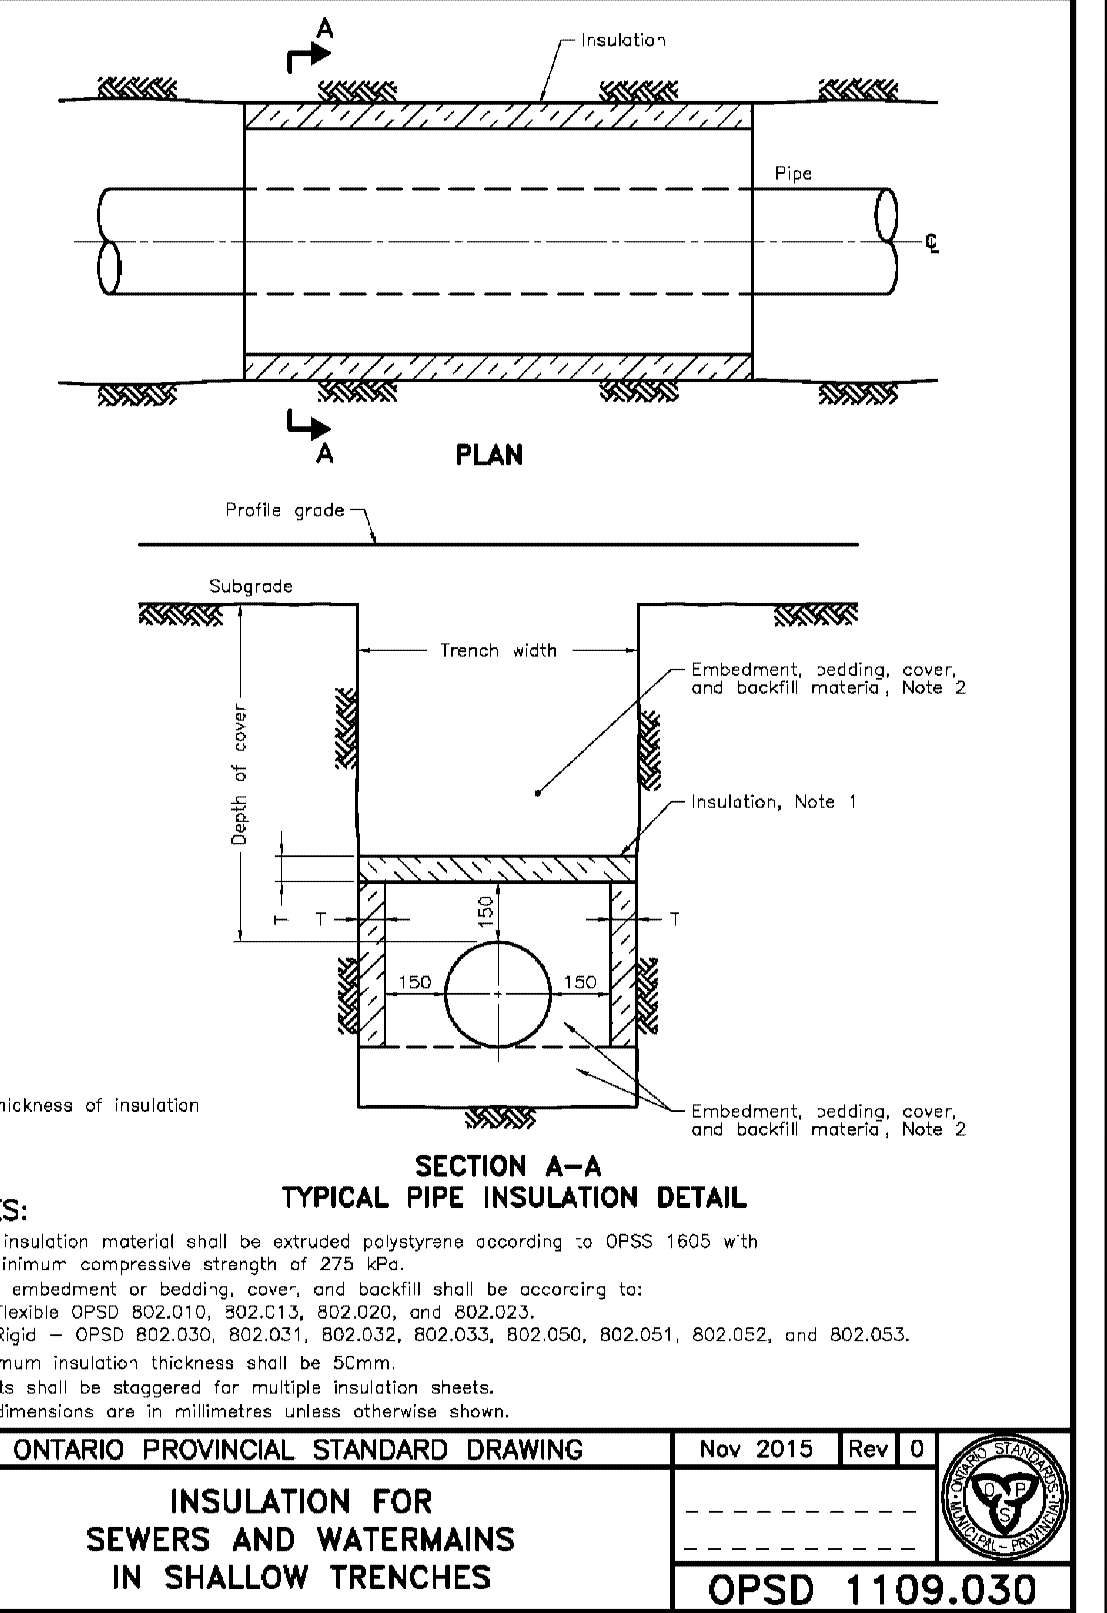 A
Insulation
Pipe
℄
A
PLAN
Profile grade
Subgrade
Trench width
Embedment, bedding, cover,
and backfill material, Note 2
Depth of cover
Insulation, Note 1
T
T
150
T
150
150
hickness of insulation
Embedment, bedding, cover,
and backfill material, Note 2
SECTION A–A
TYPICAL PIPE INSULATION DETAIL
ES:
insulation material shall be extruded polystyrene according to OPSS 1605 with
inimum compressive strength of 275 kPa.
embedment or bedding, cover, and backfill shall be according to:
Flexible OPSD 802.010, 802.013, 802.020, and 802.023.
Rigid – OPSD 802.030, 802.031, 802.032, 802.033, 802.050, 802.051, 802.052, and 802.053.
mum insulation thickness shall be 50mm.
ts shall be staggered for multiple insulation sheets.
dimensions are in millimetres unless otherwise shown.
ONTARIO PROVINCIAL STANDARD DRAWING
Nov 2015 Rev 0
INSULATION FOR
SEWERS AND WATERMAINS
IN SHALLOW TRENCHES
ONTARIO STANDARDS
MUNICIPAL – PROVINCIAL
O P
S
OPSD 1109.030